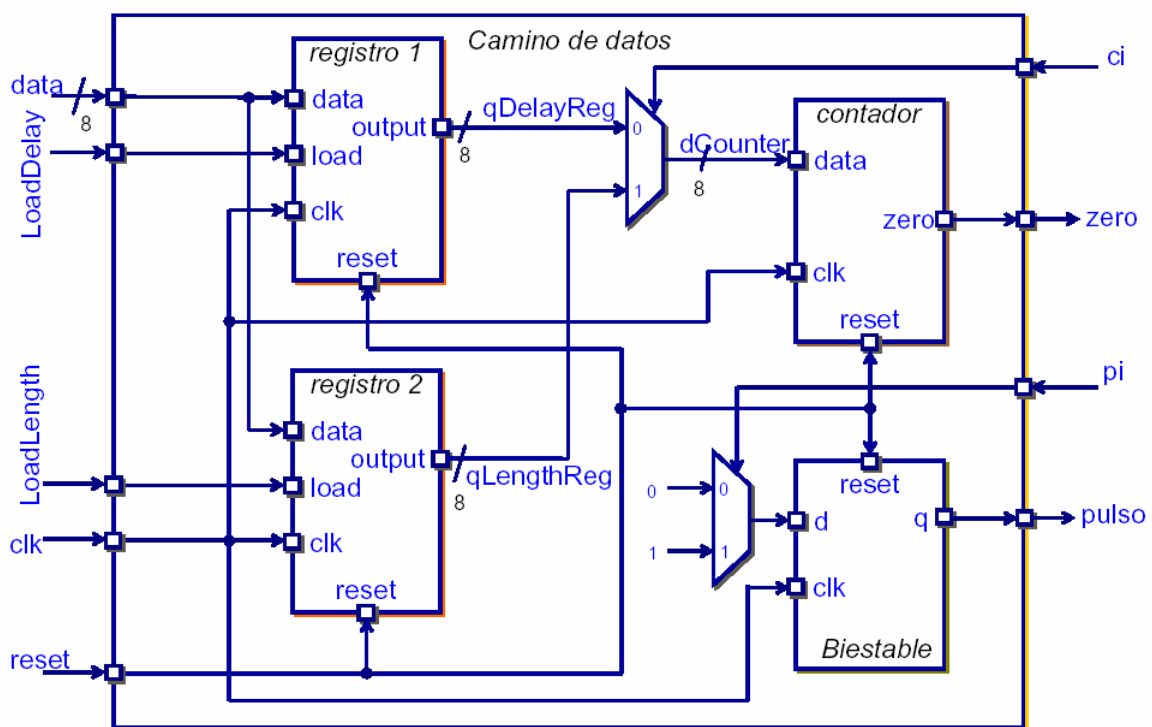 Camino de datos
registro 1
data
8
LoadDelay
data
load
clk
output
8
reset
qDelayReg
0
1
dCounter
8
ci
contador
data
clk
zero
reset
zero
registro 2
data
load
clk
output
8
reset
qLengthReg
LoadLength
clk
reset
pi
0
0
1
1
reset
d
q
clk
Biestable
pulso